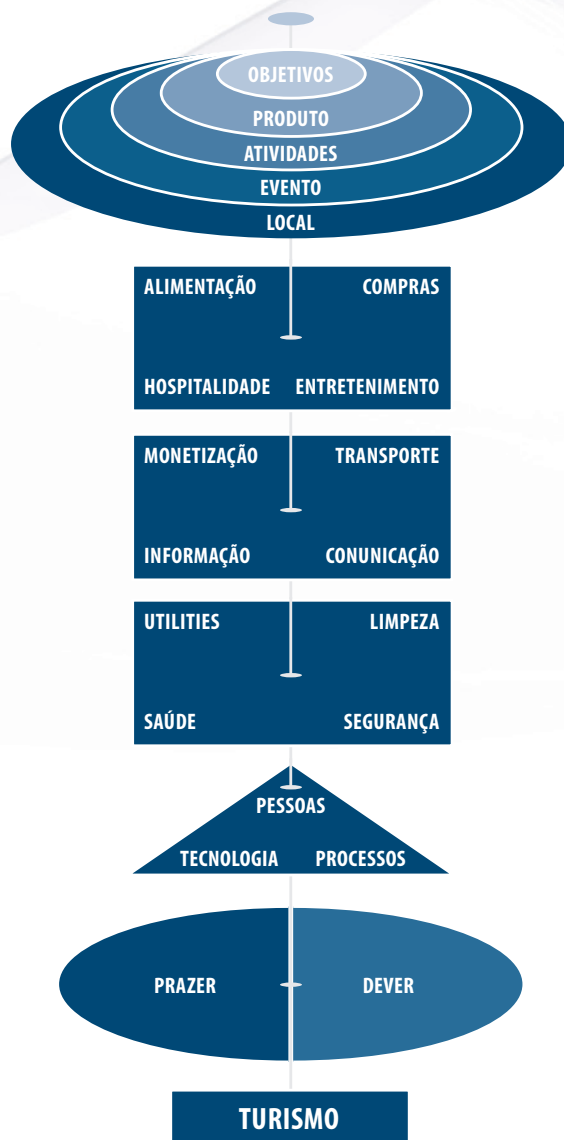 OBJETIVOS
PRODUTO
ATIVIDADES
EVENTO
LOCAL
ALIMENTAÇÃO COMPRAS
HOSPITALIDADE ENTRETENIMENTO
MONETIZAÇÃO TRANSPORTE
INFORMAÇÃO CONUNICAÇÃO
UTILITIES LIMPEZA
SAÚDE SEGURANÇA
PESSOAS
TECNOLOGIA PROCESSOS
PRAZER DEVER
TURISMO